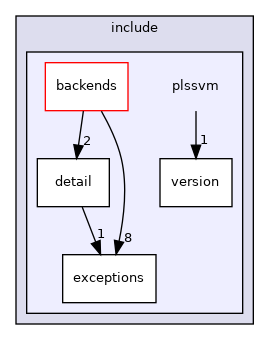 include
backends
plssvm
2
1
detail
version
1
8
exceptions